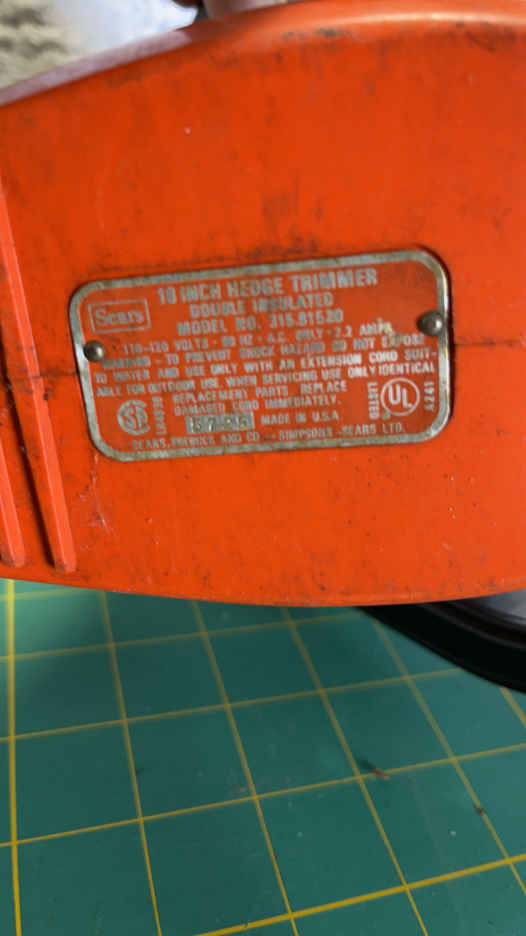 Sears
INCH HEDGE TRIMMER
DOUBLE INSULATED
MODEL NO. 315.81520
110-120 VOLTS - 60 HZ - A.C. ONLY - 2.2 AMPS
WARNING - TO PREVENT SHOCK HAZARD DO NOT EXPOSE
TO WATER AND USE ONLY WITH AN EXTENSION CORD SUIT-
ABLE FOR OUTDOOR USE. WHEN SERVICING USE ONLY IDENTICAL
REPLACEMENT PARTS. REPLACE
DAMAGED CORD IMMEDIATELY.
MADE IN U.S.A.
SEARS, ROEBUCK AND CO. - SIMPSONS-SEARS LTD.
LISTED
UL
A241